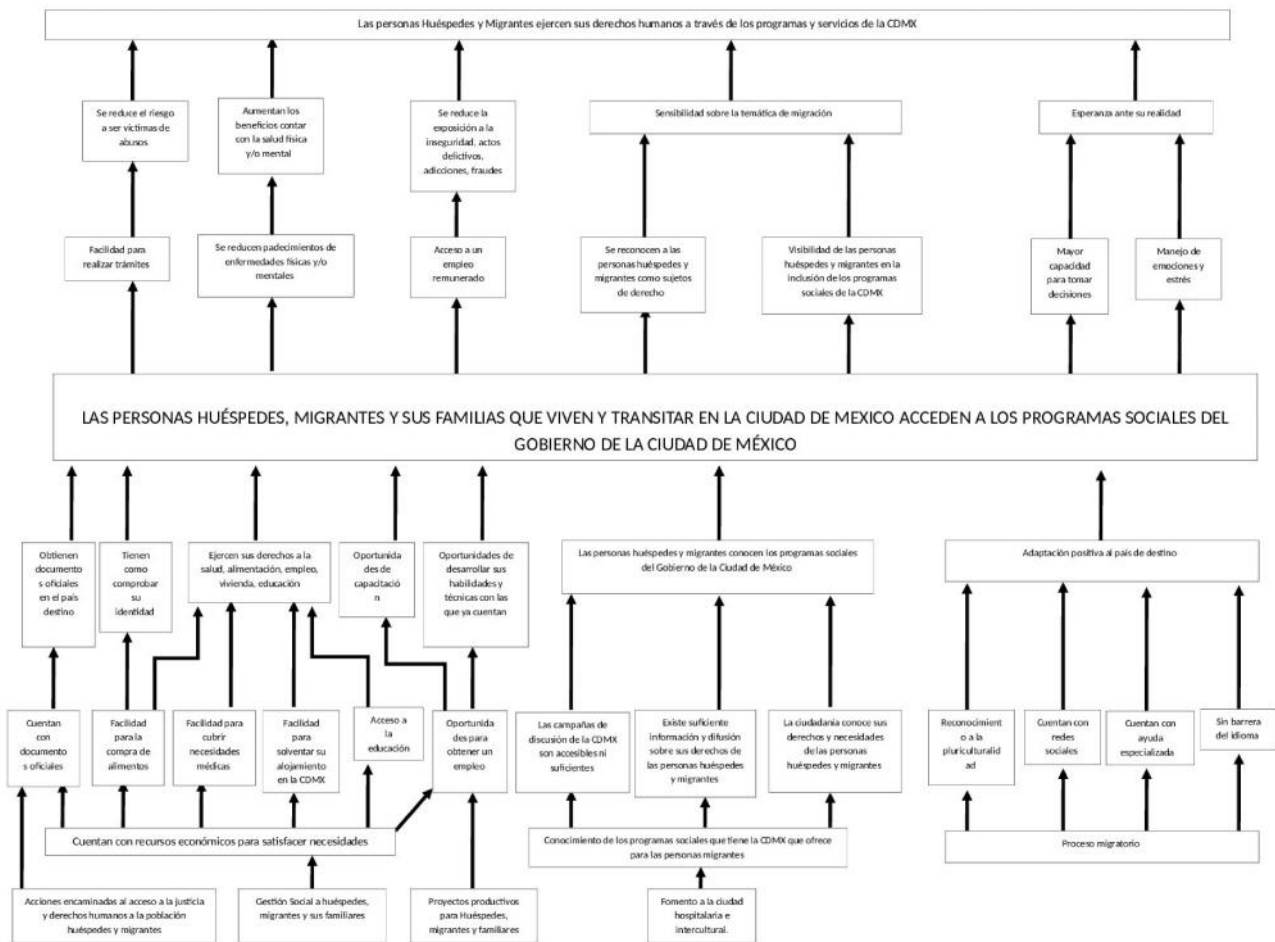 Las personas Huéspedes y Migrantes ejercen sus derechos humanos a través de los programas y servicios de la CDMX
Se reduce el riesgo
a ser víctimas de
abusos
Aumentan los
beneficios contar
con la salud física
y/o mental
Se reduce la
exposición a la
inseguridad, actos
delictivos,
adicciones, fraudes
Sensibilidad sobre la temática de migración
Esperanza ante su realidad
Facilidad para
realizar trámites
Se reducen padecimientos de
enfermedades físicas y/o
mentales
Acceso a un
empleo
remunerado
Se reconocen a las
personas huéspedes y
migrantes como sujetos
de derecho
Visibilidad de las personas
huéspedes y migrantes en la
inclusión de los programas
sociales de la CDMX
Mayor
capacidad
para tomar
decisiones
Manejo de
emociones y
estrés
LAS PERSONAS HUÉSPEDES, MIGRANTES Y SUS FAMILIAS QUE VIVEN Y TRANSITAR EN LA CIUDAD DE MEXICO ACCEDEN A LOS PROGRAMAS SOCIALES DEL
GOBIERNO DE LA CIUDAD DE MÉXICO
Obtienen
documento
s oficiales
en el país
destino
Tienen
como
comprobar
su
identidad
Ejercen sus derechos a la
salud, alimentación, empleo,
vivienda, educación
Oportunida
des de
capacitació
n
Oportunidades de
desarrollar sus
habilidades y
técnicas con las
que ya cuentan
Las personas huéspedes y migrantes conocen los programas sociales
del Gobierno de la Ciudad de México
Adaptación positiva al país de destino
Cuentan
con
documento
s oficiales
Facilidad
para la
compra de
alimentos
Facilidad para
cubrir
necesidades
médicas
Facilidad
para
solventar su
alojamiento
en la CDMX
Acceso a
la
educación
Oportunida
des para
obtener un
empleo
Las campañas de
discusión de la CDMX
son accesibles ni
suficientes
Existe suficiente
información y difusión
sobre sus derechos de
las personas huéspedes
y migrantes
La ciudadanía conoce sus
derechos y necesidades
de las personas
huéspedes y migrantes
Reconocimient
o a la
pluriculturalid
ad
Cuentan con
redes
sociales
Cuentan con
ayuda
especializada
Sin barrera
del idioma
Cuentan con recursos económicos para satisfacer necesidades
Conocimiento de los programas sociales que tiene la CDMX que ofrece
para las personas migrantes
Proceso migratorio
Acciones encaminadas al acceso a la justicia
y derechos humanos a la población
huéspedes y migrantes
Gestión Social a huéspedes,
migrantes y sus familiares
Proyectos productivos
para Huéspedes,
migrantes y familiares
Fomento a la ciudad
hospitalaria e
intercultural.